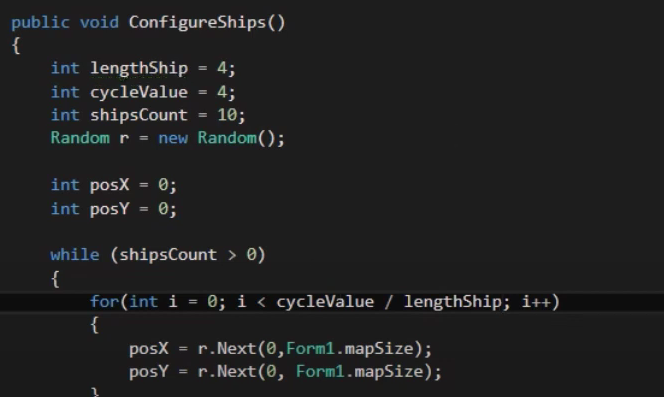 public void ConfigureShips()
{
int lengthShip = 4;
int cycleValue = 4;
int shipsCount = 10;
Random r = new Random();
int posX = 0;
int posY = 0;
while (shipsCount > 0)
{
for(int i = 0; i < cycleValue / lengthShip; i++)
{
posX = r.Next(0,Form1.mapSize);
posY = r.Next(0, Form1.mapSize);
}